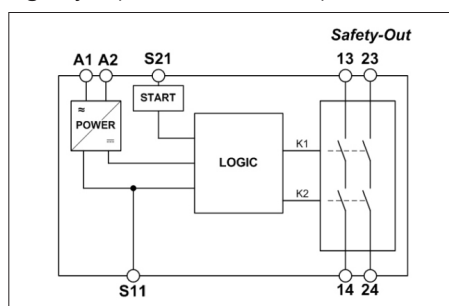 Safety-Out
A1 A2 S21 13 23
START
≈
POWER
LOGIC
K1
K2
S11 14 24